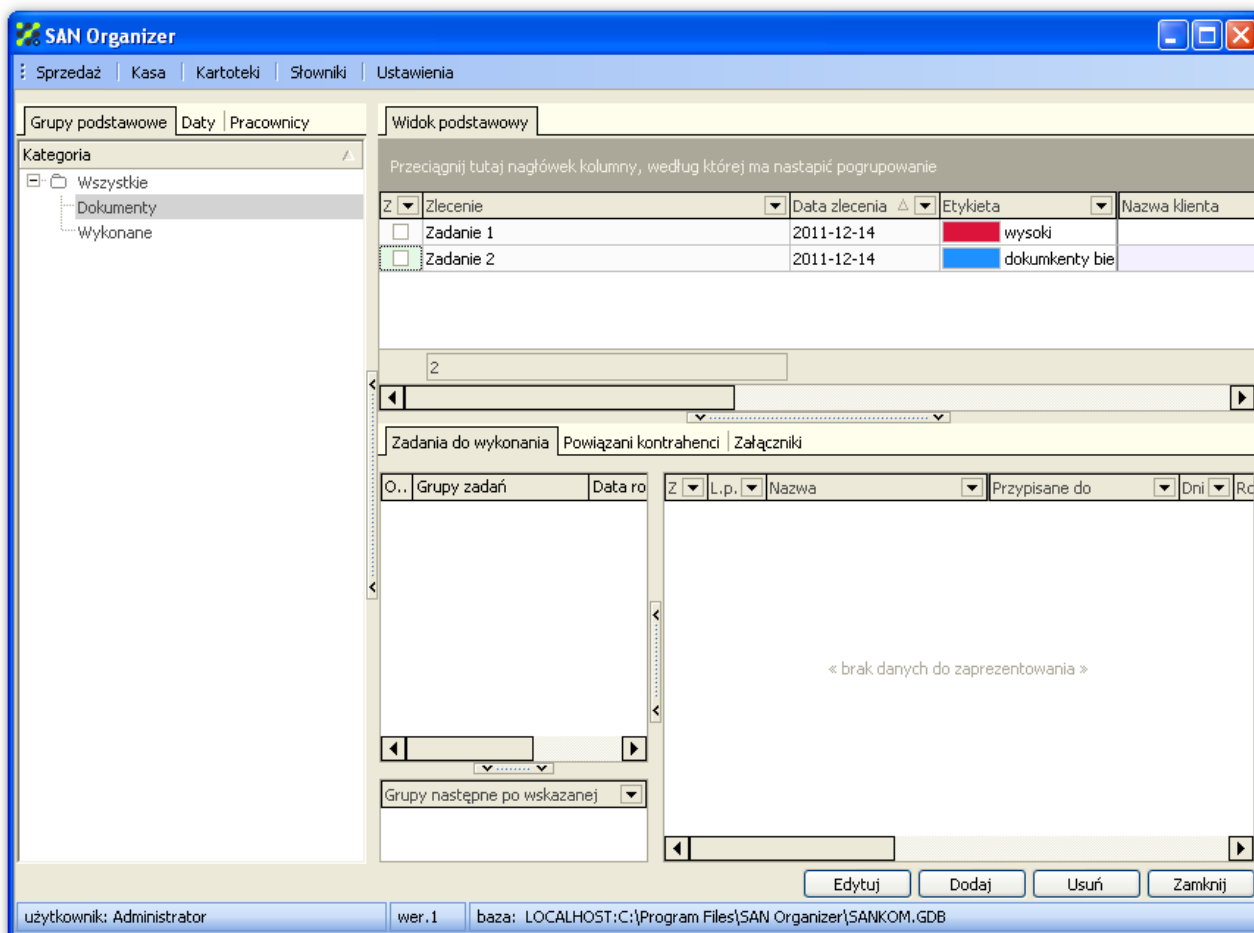 SAN Organizer
Sprzedaż Kasa Kartoteki Słowniki Ustawienia
Grupy podstawowe Daty Pracownicy
Widok podstawowy
Kategoria
Przeciągnij tutaj nagłówek kolumny, według której ma nastapić pogrupowanie
Wszystkie
Dokumenty
Wykonane
Z Zlecenie Data zlecenia Etykieta Nazwa klienta
Zadanie 1 2011-12-14 wysoki
Zadanie 2 2011-12-14 dokumkenty bie
2
Zadania do wykonania Powiązani kontrahenci Załączniki
O.. Grupy zadań Data ro
Z L.p. Nazwa Przypisane do Dni Ro
« brak danych do zaprezentowania »
Grupy następne po wskazanej
Edytuj Dodaj Usuń Zamknij
użytkownik: Administrator wer.1 baza: LOCALHOST:C:\Program Files\SAN Organizer\SANKOM.GDB